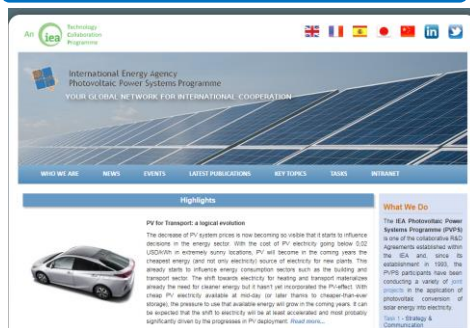 An iea Technology
Collaboration
Programme
in
International Energy Agency
Photovoltaic Power Systems Programme
YOUR GLOBAL NETWORK FOR INTERNATIONAL COOPERATION
WHO WE ARE NEWS EVENTS LATEST PUBLICATIONS KEY TOPICS TASKS INTRANET
Highlights
PV for Transport: a logical evolution
The decrease of PV system prices is now becoming so visible that it starts to influence
decisions in the energy sector. With the cost of PV electricity going below 0,02
USD/kWh in extremely sunny locations, PV will become in the coming years the
cheapest energy (and not only electricity) source of electricity for new plants. This
already starts to influence energy consumption sectors such as the building and
transport sector. The shift towards electricity for heating and transport materializes
already the need for cleaner energy but it hasn't yet incorporated the PV-effect. With
cheap PV electricity available at mid-day (or later thanks to cheaper-than-ever
storage), the pressure to use that available energy will grow in the coming years. It can
be expected that the shift to electricity will be at least accelerated and most probably
significantly driven by the progresses in PV deployment. Read more...
What We Do
The IEA Photovoltaic Power
Systems Programme (PVPS)
is one of the collaborative R&D
Agreements established within
the IEA and, since its
establishment in 1993, the
PVPS participants have been
conducting a variety of joint
projects in the application of
photovoltaic conversion of
solar energy into electricity.
Task 1 - Strategy &
Communication